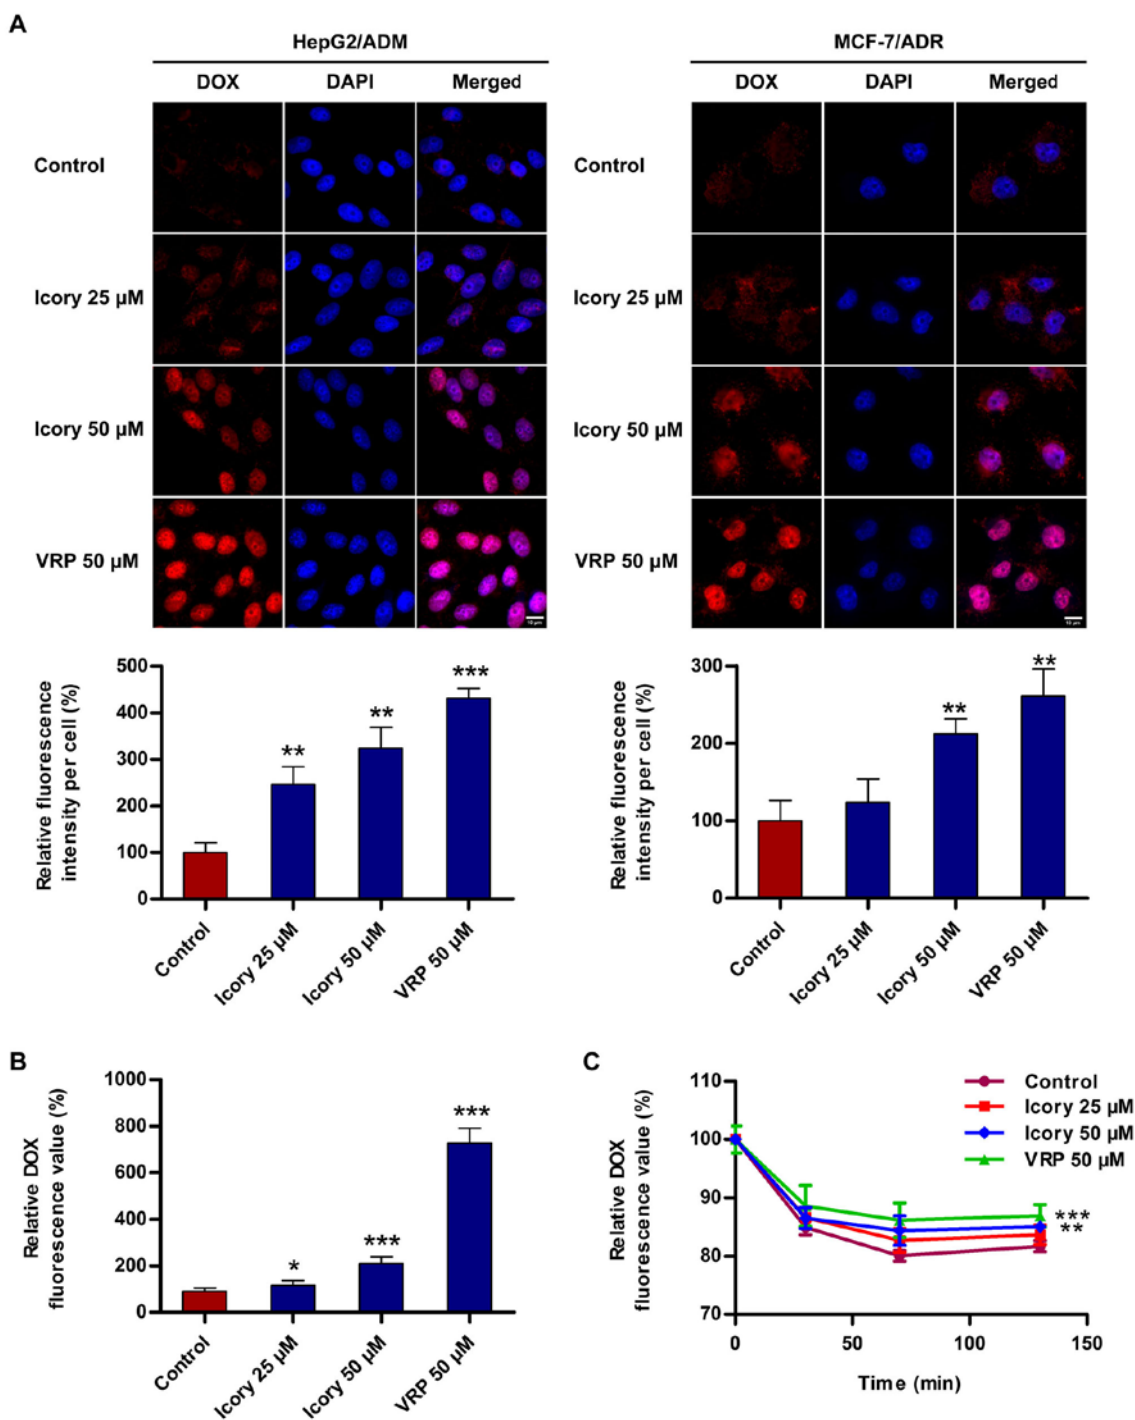 A
HepG2/ADM
MCF-7/ADR
DOX DAPI Merged
DOX DAPI Merged
Control
Icory 25 µM
Icory 50 µM
VRP 50 µM
10 µm
Control
Icory 25 µM
Icory 50 µM
VRP 50 µM
10 µm
Relative fluorescence
intensity per cell (%)
500
400
300
200
100
0
**
**
***
Control
Icory 25 µM
Icory 50 µM
VRP 50 µM
Relative fluorescence
intensity per cell (%)
300
200
100
0
**
**
Control
Icory 25 µM
Icory 50 µM
VRP 50 µM
B
Relative DOX
fluorescence value (%)
1000
800
600
400
200
0
*
***
***
Control
Icory 25 µM
Icory 50 µM
VRP 50 µM
C
Relative DOX
fluorescence value (%)
110
100
90
80
70
Control
Icory 25 µM
Icory 50 µM
VRP 50 µM
***
**
0 50 100 150
Time (min)